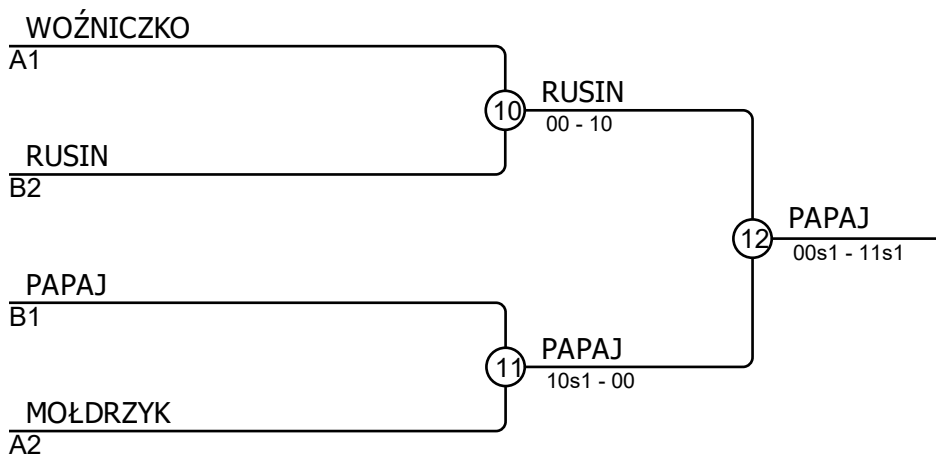 WOŹNICZKO
A1
10
RUSIN
00 - 10
RUSIN
B2
12
PAPAJ
00s1 - 11s1
PAPAJ
B1
11
PAPAJ
10s1 - 00
MOŁDRZYK
A2